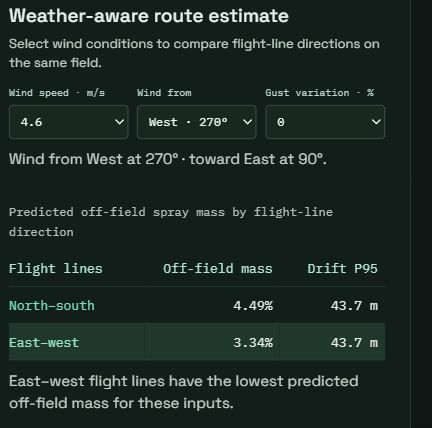 Weather-aware route estimate
Select wind conditions to compare flight-line directions on
the same field.
Wind speed · m/s Wind from Gust variation · %
4.6 West · 270° 0
Wind from West at 270° · toward East at 90°.
Predicted off-field spray mass by flight-line
direction
Flight lines Off-field mass Drift P95
North–south 4.49% 43.7 m
East–west 3.34% 43.7 m
East–west flight lines have the lowest predicted
off-field mass for these inputs.